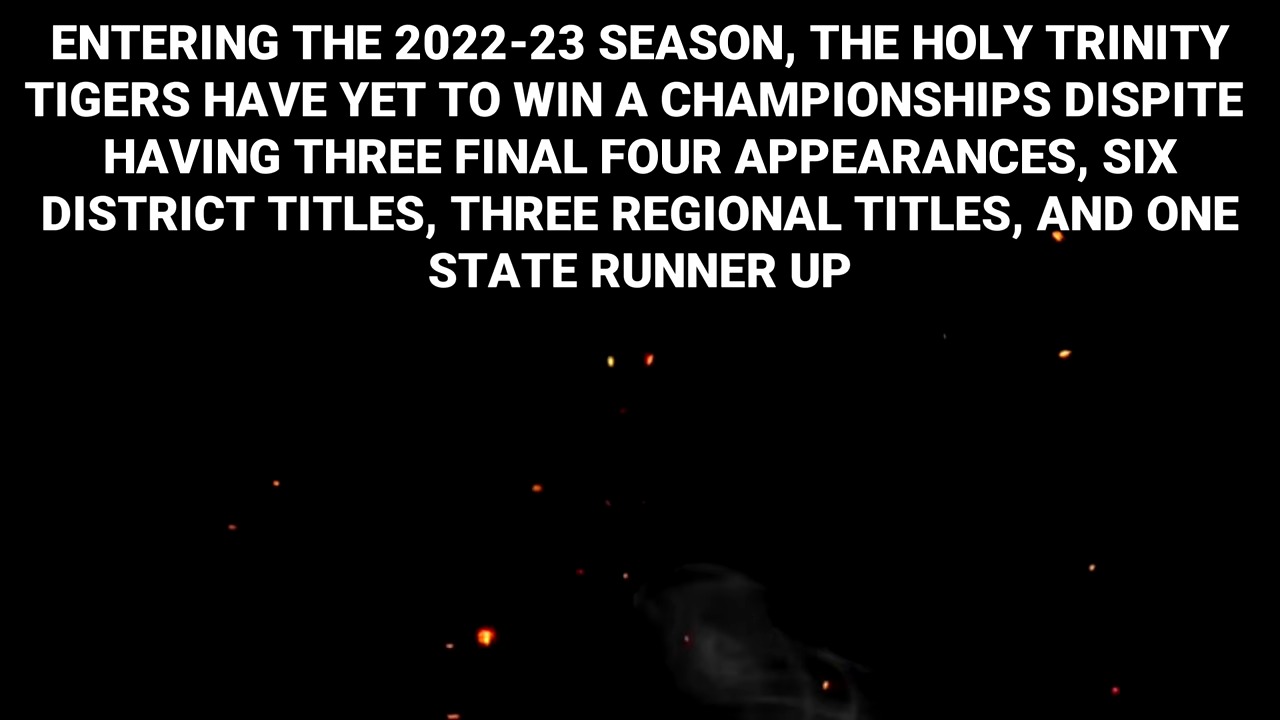 ENTERING THE 2022-23 SEASON, THE HOLY TRINITY
TIGERS HAVE YET TO WIN A CHAMPIONSHIPS DISPITE
HAVING THREE FINAL FOUR APPEARANCES, SIX
DISTRICT TITLES, THREE REGIONAL TITLES, AND ONE
STATE RUNNER UP